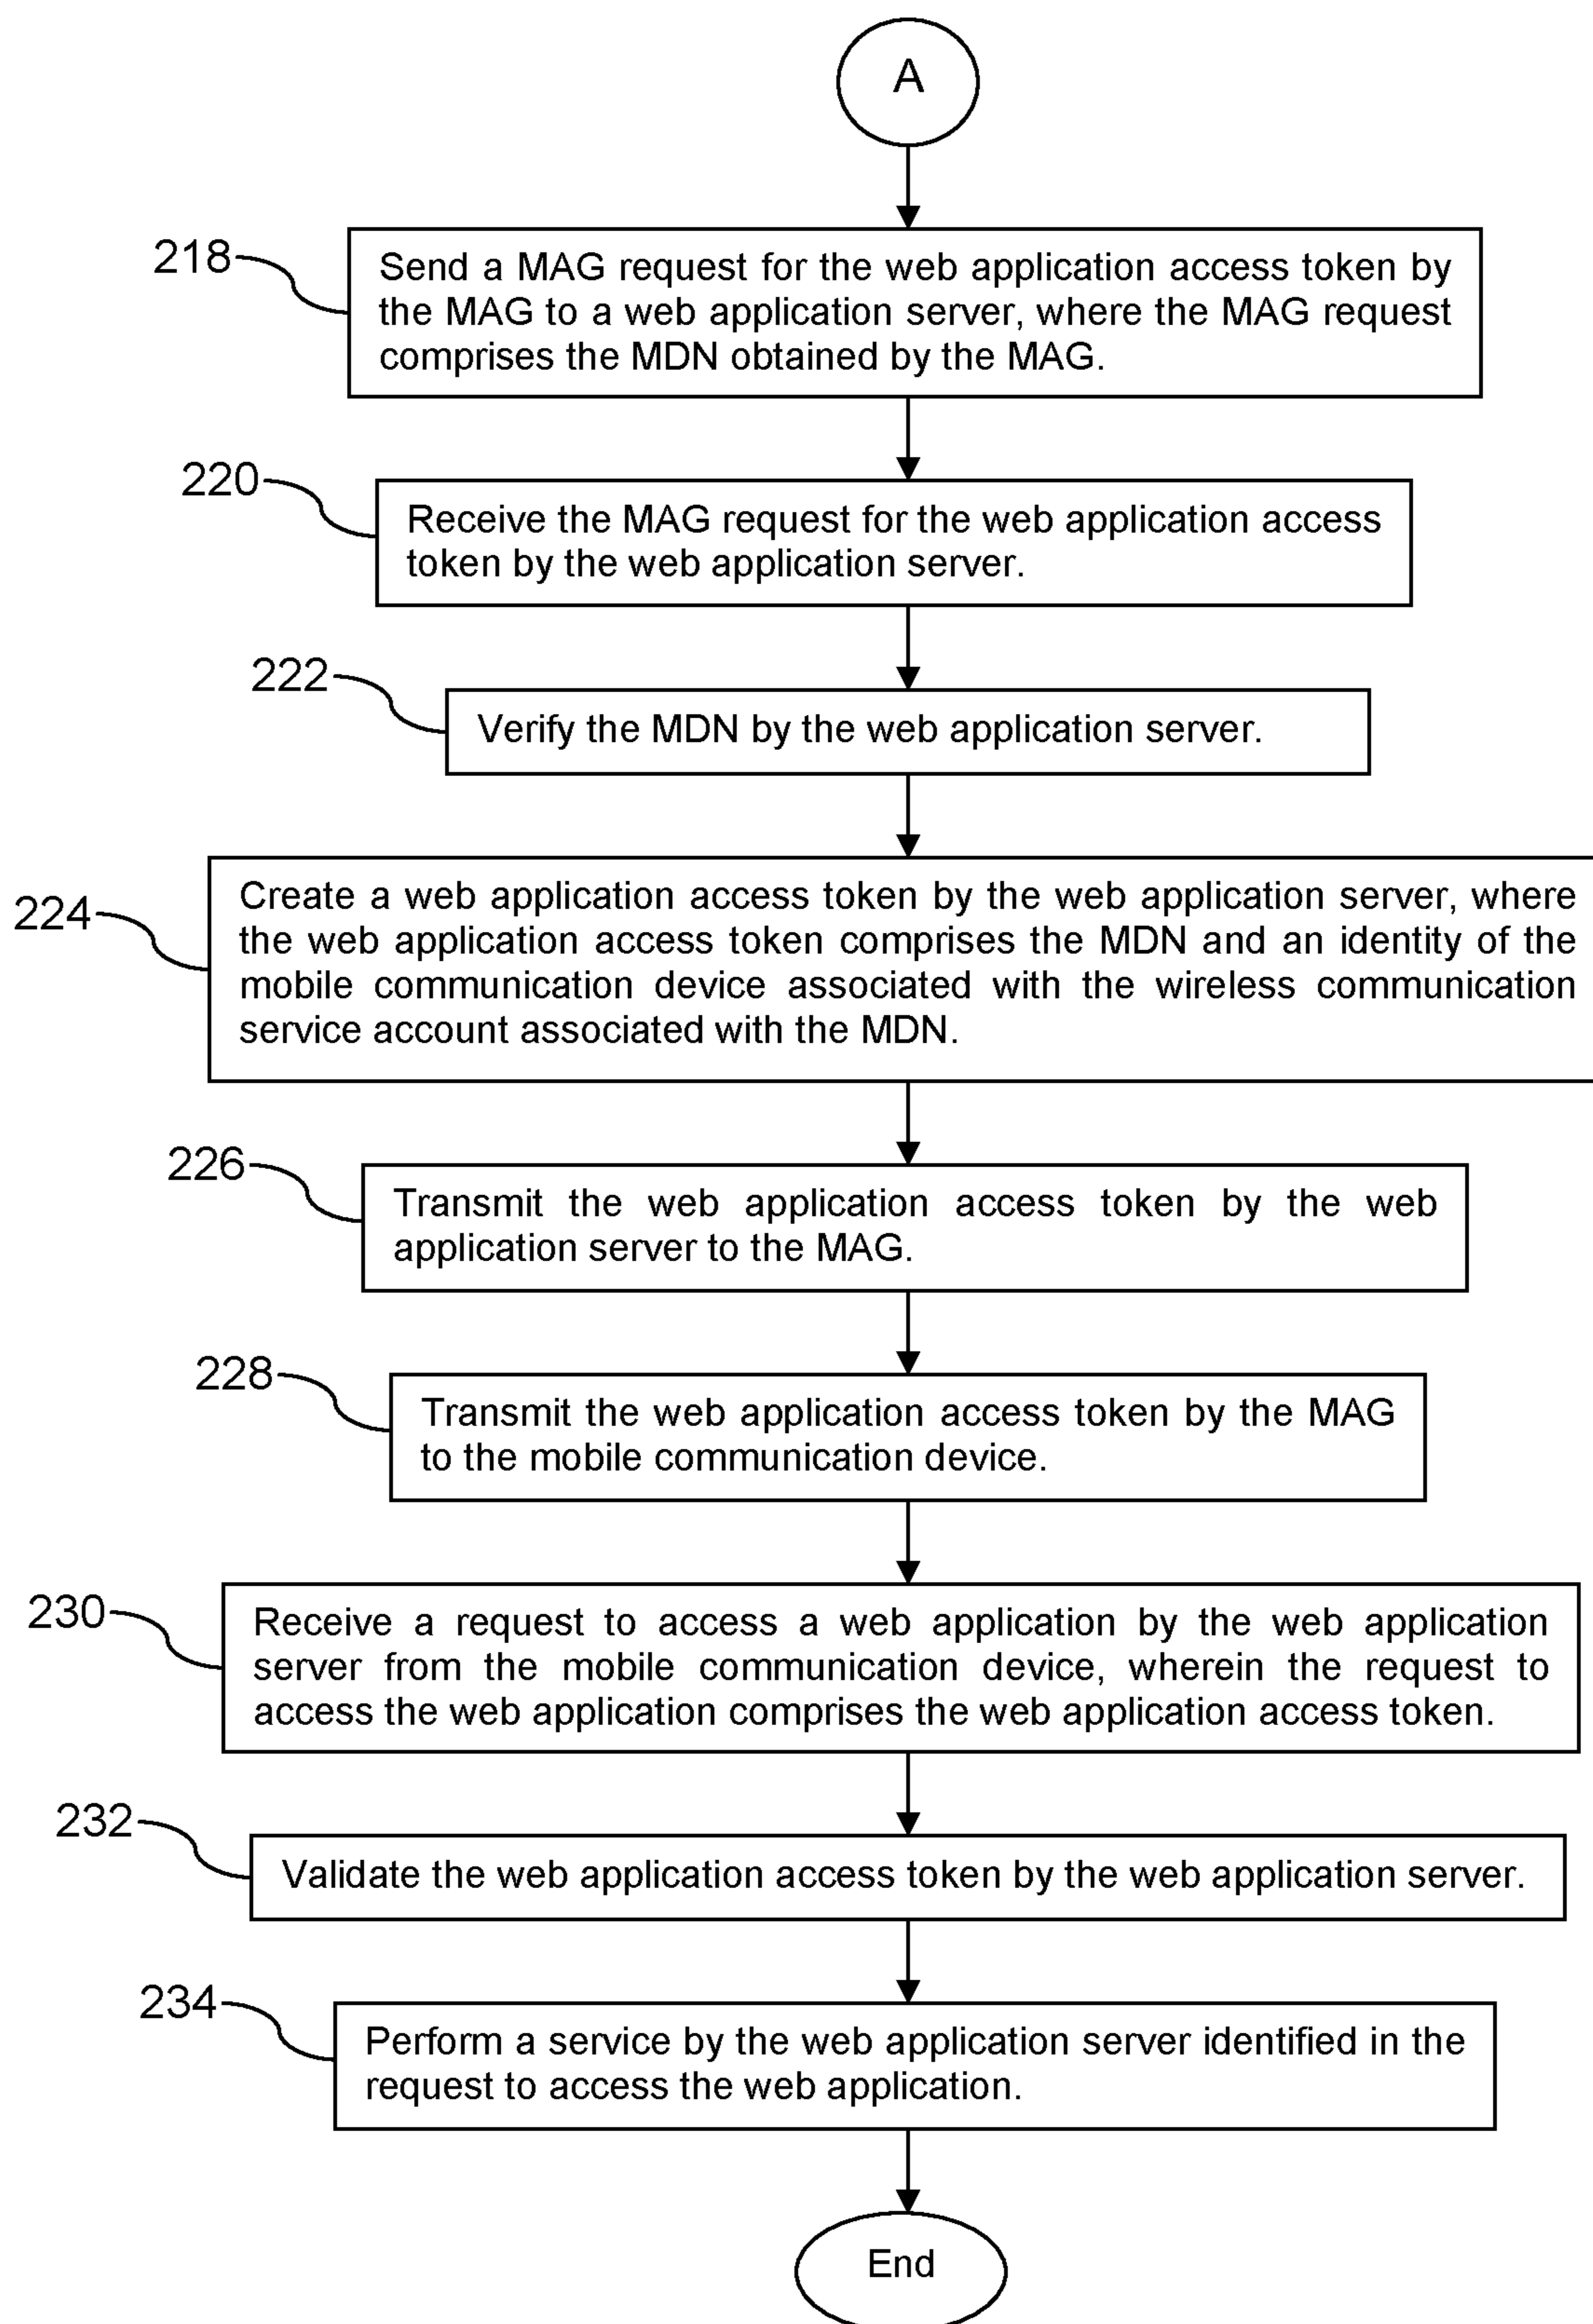 A
218
Send a MAG request for the web application access token by
the MAG to a web application server, where the MAG request
comprises the MDN obtained by the MAG.
220
Receive the MAG request for the web application access
token by the web application server.
222
Verify the MDN by the web application server.
224
Create a web application access token by the web application server, where
the web application access token comprises the MDN and an identity of the
mobile communication device associated with the wireless communication
service account associated with the MDN.
226
Transmit the web application access token by the web
application server to the MAG.
228
Transmit the web application access token by the MAG
to the mobile communication device.
230
Receive a request to access a web application by the web application
server from the mobile communication device, wherein the request to
access the web application comprises the web application access token.
232
Validate the web application access token by the web application server.
234
Perform a service by the web application server identified in the
request to access the web application.
End